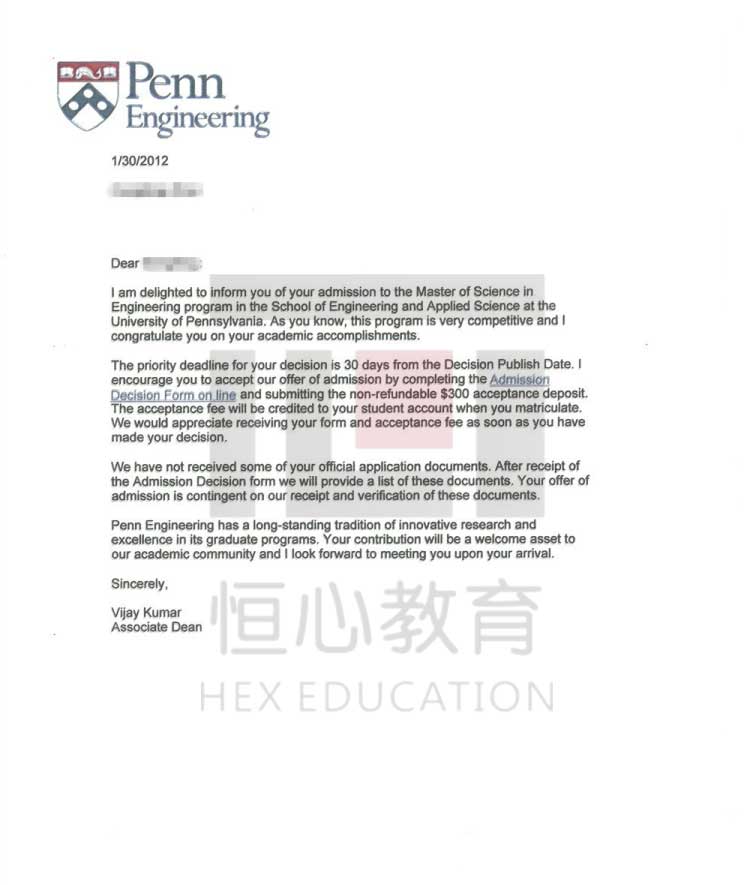 Penn
Engineering
1/30/2012
Dear
I am delighted to inform you of your admission to the Master of Science in
Engineering program in the School of Engineering and Applied Science at the
University of Pennsylvania. As you know, this program is very competitive and I
congratulate you on your academic accomplishments.
The priority deadline for your decision is 30 days from the Decision Publish Date. I
encourage you to accept our offer of admission by completing the Admission
Decision Form on line and submitting the non-refundable $300 acceptance deposit.
The acceptance fee will be credited to your student account when you matriculate.
We would appreciate receiving your form and acceptance fee as soon as you have
made your decision.
We have not received some of your official application documents. After receipt of
the Admission Decision form we will provide a list of these documents. Your offer of
admission is contingent on our receipt and verification of these documents.
Penn Engineering has a long-standing tradition of innovative research and
excellence in its graduate programs. Your contribution will be a welcome asset to
our academic community and I look forward to meeting you upon your arrival.
Sincerely,
Vijay Kumar
Associate Dean
恒心教育
HEX EDUCATION